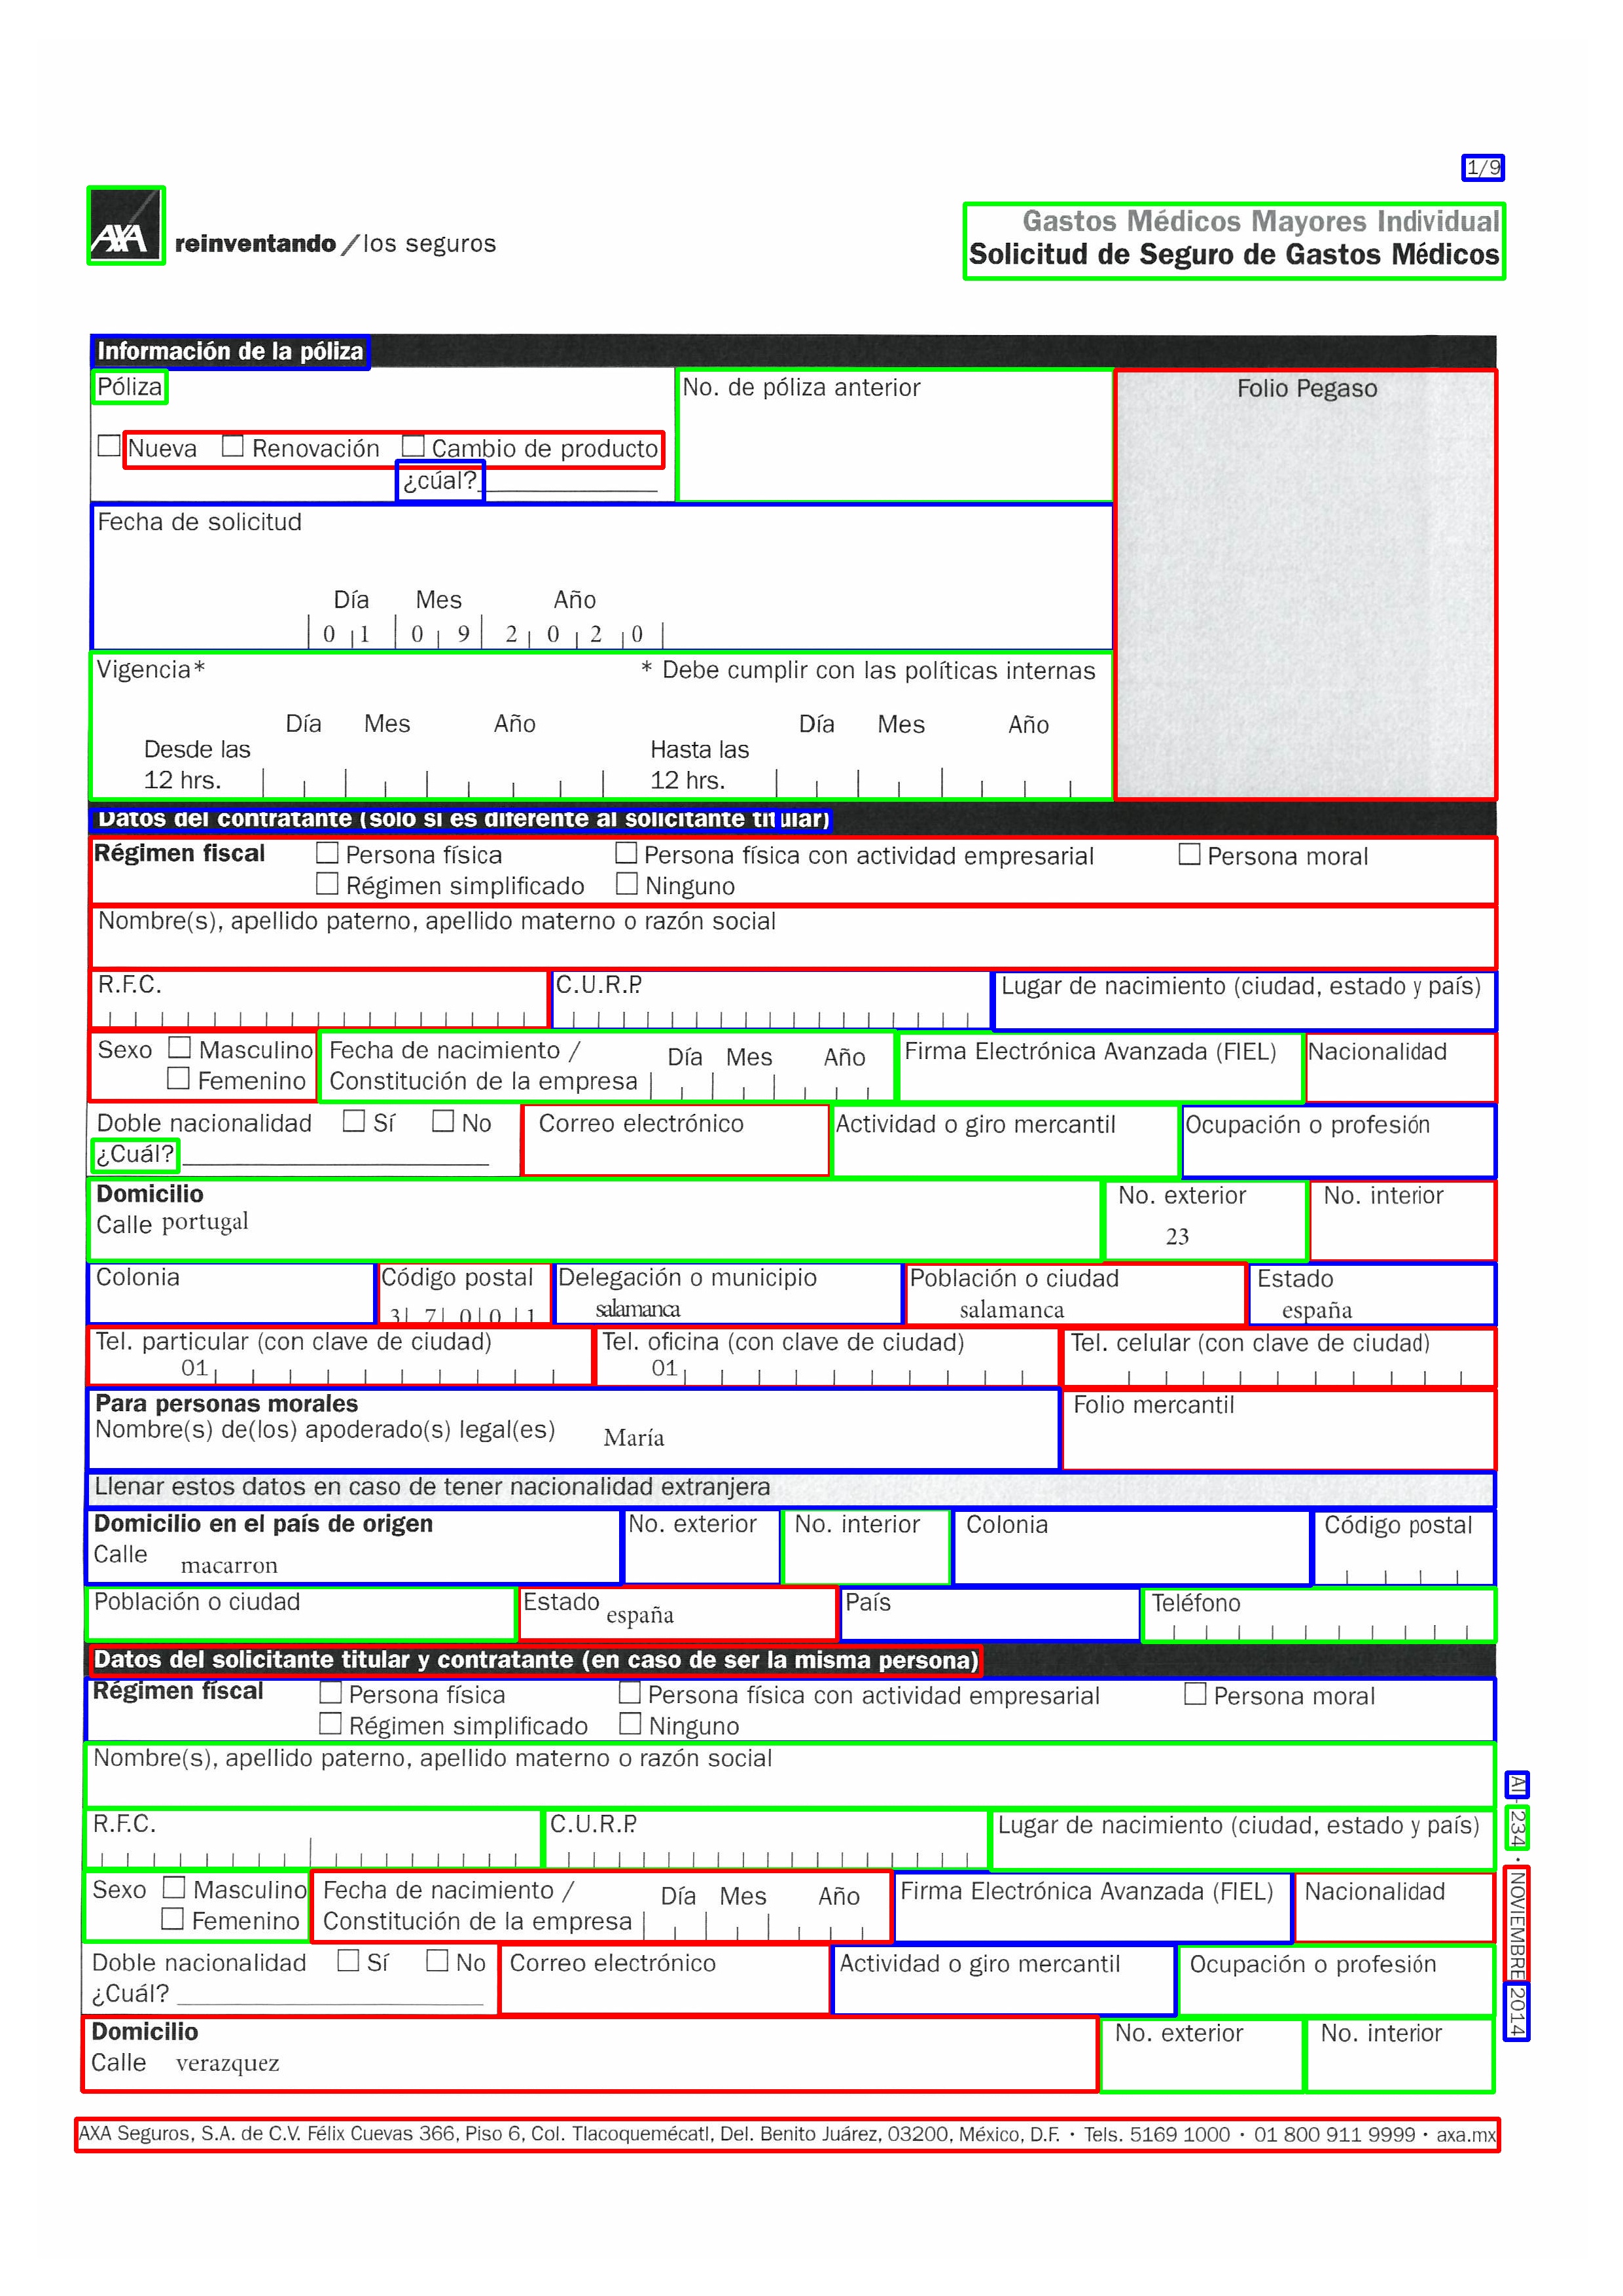 1/9
AXA reinventando / los seguros
Gastos Médicos Mayores Individual
Solicitud de Seguro de Gastos Médicos
Información de la póliza
Póliza
No. de póliza anterior
Folio Pegaso
Nueva Renovación Cambio de producto
¿cúal?
Fecha de solicitud
Día Mes Año
0 1 0 9 2 0 2 0
Vigencia* * Debe cumplir con las políticas internas
Día Mes Año Día Mes Año
Desde las Hasta las
12 hrs. 12 hrs.
Datos del contratante (sólo si es diferente al solicitante titular)
Régimen fiscal Persona física Persona física con actividad empresarial Persona moral
Régimen simplificado Ninguno
Nombre(s), apellido paterno, apellido materno o razón social
R.F.C. C.U.R.P. Lugar de nacimiento (ciudad, estado y país)
Sexo Masculino Fecha de nacimiento / Día Mes Año Firma Electrónica Avanzada (FIEL) Nacionalidad
Femenino Constitución de la empresa
Doble nacionalidad Sí No Correo electrónico Actividad o giro mercantil Ocupación o profesión
¿Cuál?
Domicilio No. exterior No. interior
Calle portugal 23
Colonia Código postal Delegación o municipio Población o ciudad Estado
3 7 0 0 1 salamanca salamanca españa
Tel. particular (con clave de ciudad) Tel. oficina (con clave de ciudad) Tel. celular (con clave de ciudad)
01 01
Para personas morales Folio mercantil
Nombre(s) de(los) apoderado(s) legal(es) María
Llenar estos datos en caso de tener nacionalidad extranjera
Domicilio en el país de origen No. exterior No. interior Colonia Código postal
Calle macarron
Población o ciudad Estado españa País Teléfono
Datos del solicitante titular y contratante (en caso de ser la misma persona)
Régimen fiscal Persona física Persona física con actividad empresarial Persona moral
Régimen simplificado Ninguno
Nombre(s), apellido paterno, apellido materno o razón social
R.F.C. C.U.R.P. Lugar de nacimiento (ciudad, estado y país)
Sexo Masculino Fecha de nacimiento / Día Mes Año Firma Electrónica Avanzada (FIEL) Nacionalidad
Femenino Constitución de la empresa
Doble nacionalidad Sí No Correo electrónico Actividad o giro mercantil Ocupación o profesión
¿Cuál?
Domicilio No. exterior No. interior
Calle verazquez
AI - 234 · NOVIEMBRE 2014
AXA Seguros, S.A. de C.V. Félix Cuevas 366, Piso 6, Col. Tlacoquemécatl, Del. Benito Juárez, 03200, México, D.F. · Tels. 5169 1000 · 01 800 911 9999 · axa.mx